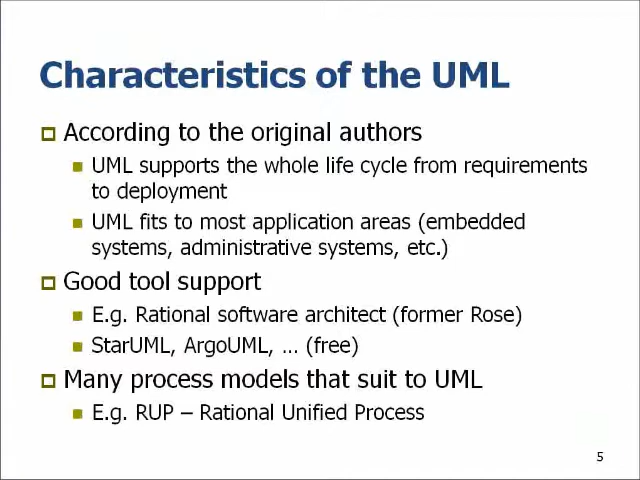 Characteristics of the UML
According to the original authors
UML supports the whole life cycle from requirements
to deployment
UML fits to most application areas (embedded
systems, administrative systems, etc.)
Good tool support
E.g. Rational software architect (former Rose)
StarUML, ArgoUML, ... (free)
Many process models that suit to UML
E.g. RUP – Rational Unified Process
5